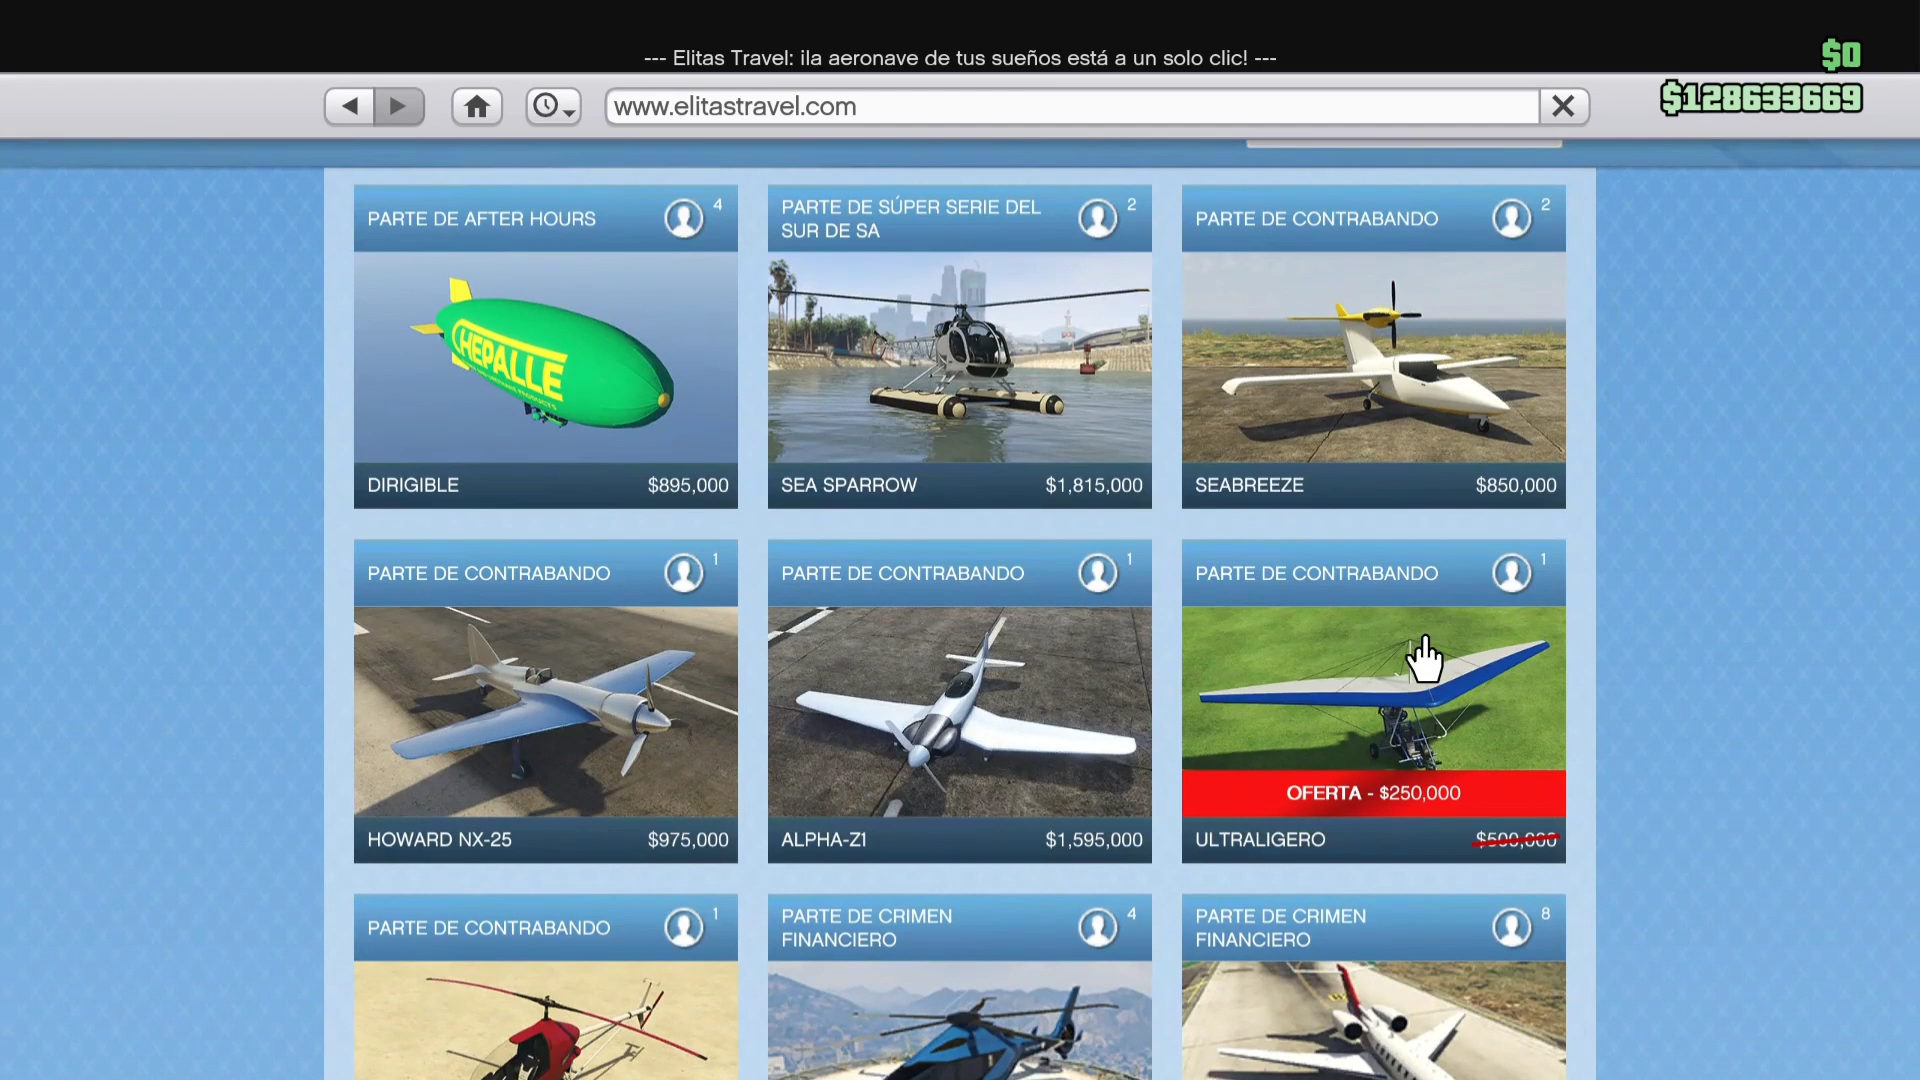 --- Elitas Travel: ¡la aeronave de tus sueños está a un solo clic! ---
$0
www.elitastravel.com
$128633669
PARTE DE AFTER HOURS 4
PARTE DE SÚPER SERIE DEL
SUR DE SA 2
PARTE DE CONTRABANDO 2
CHEPALLE
DIRIGIBLE $895,000
SEA SPARROW $1,815,000
SEABREEZE $850,000
PARTE DE CONTRABANDO 1
PARTE DE CONTRABANDO 1
PARTE DE CONTRABANDO 1
OFERTA - $250,000
HOWARD NX-25 $975,000
ALPHA-Z1 $1,595,000
ULTRALIGERO $500,000
PARTE DE CONTRABANDO 1
PARTE DE CRIMEN
FINANCIERO 4
PARTE DE CRIMEN
FINANCIERO 8